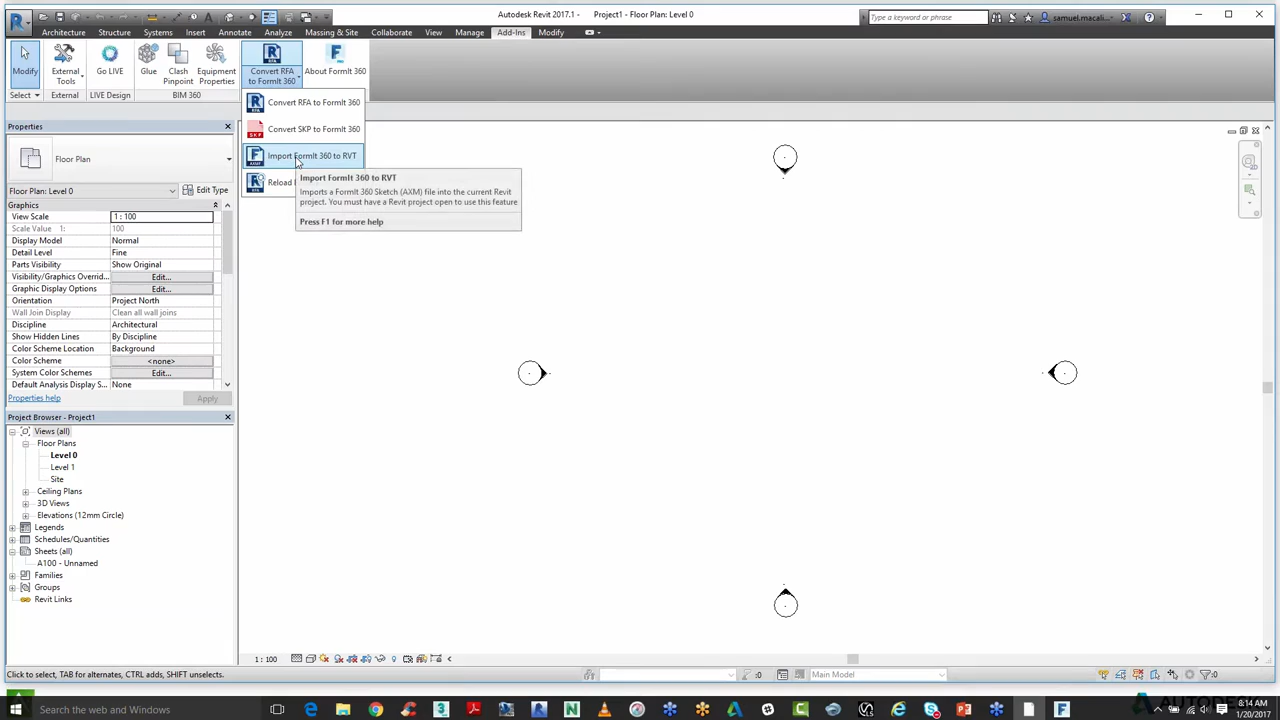 Autodesk Revit 2017.1 - Project1 - Floor Plan: Level 0
Type a keyword or phrase
samuel.macali...
Architecture Structure Systems Insert Annotate Analyze Massing & Site Collaborate View Manage Add-Ins Modify
Modify
External
Tools
Go LIVE
Glue
Clash
Pinpoint
Equipment
Properties
Convert RFA
to FormIt 360
About FormIt 360
Select External LIVE Design BIM 360
Convert RFA to FormIt 360
Convert SKP to FormIt 360
Import FormIt 360 to RVT
Reload
Import FormIt 360 to RVT
Imports a FormIt 360 Sketch (AXM) file into the current Revit
project. You must have a Revit project open to use this feature
Press F1 for more help
Properties
Floor Plan
Floor Plan: Level 0 Edit Type
Graphics
View Scale 1 : 100
Scale Value 1: 100
Display Model Normal
Detail Level Fine
Parts Visibility Show Original
Visibility/Graphics Overrid... Edit...
Graphic Display Options Edit...
Orientation Project North
Wall Join Display Clean all wall joins
Discipline Architectural
Show Hidden Lines By Discipline
Color Scheme Location Background
Color Scheme <none>
System Color Schemes Edit...
Default Analysis Display S... None
Properties help Apply
Project Browser - Project1
Views (all)
Floor Plans
Level 0
Level 1
Site
Ceiling Plans
3D Views
Elevations (12mm Circle)
Legends
Schedules/Quantities
Sheets (all)
A100 - Unnamed
Families
Groups
Revit Links
1 : 100
Click to select, TAB for alternates, CTRL adds, SHIFT unselects.
:0
Main Model
:0
Search the web and Windows
8:14 AM
1/20/2017